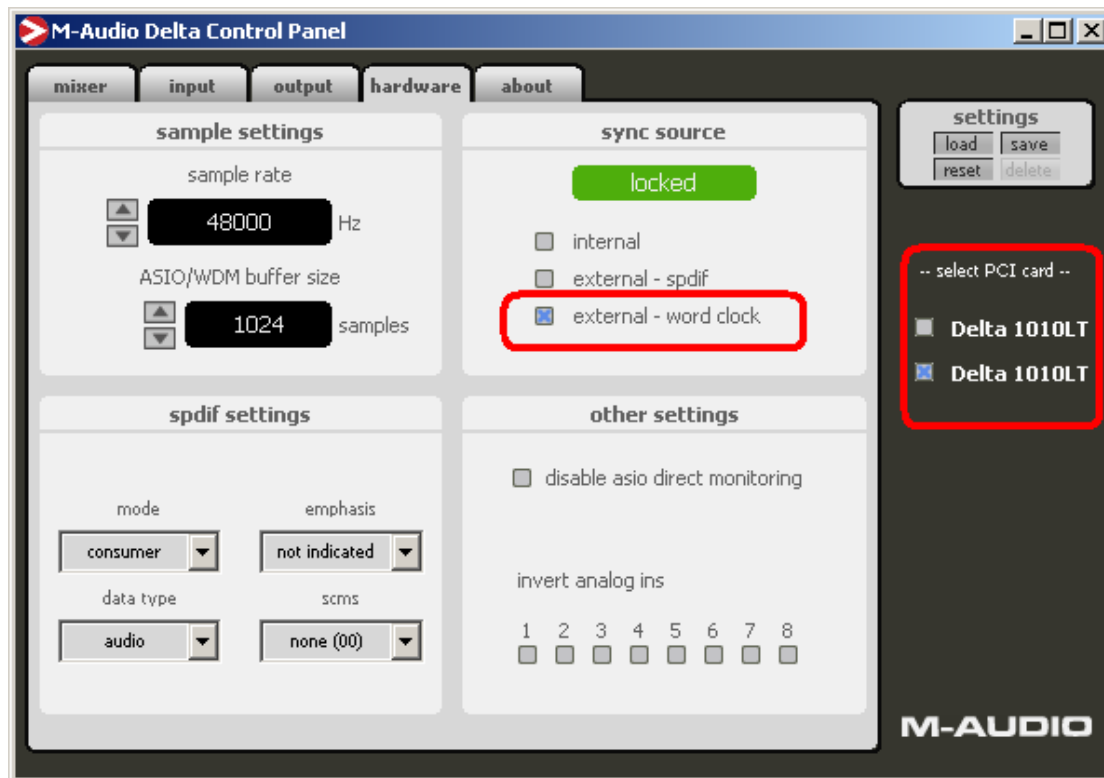 M-Audio Delta Control Panel
mixer input output hardware about
sample settings
sample rate
48000 Hz
ASIO/WDM buffer size
1024 samples
sync source
locked
internal
external - spdif
external - word clock
spdif settings
mode emphasis
consumer not indicated
data type scms
audio none (00)
other settings
disable asio direct monitoring
invert analog ins
1 2 3 4 5 6 7 8
settings
load save
reset delete
-- select PCI card --
Delta 1010LT
Delta 1010LT
M-AUDIO